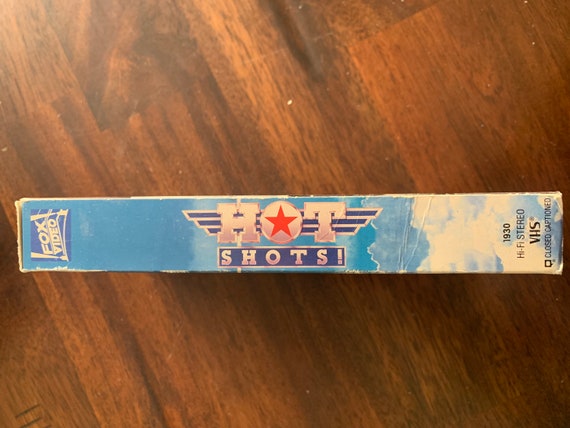 FOX
VIDEO
HOT
SHOTS!
1930
Hi-Fi STEREO
VHS
CLOSED CAPTIONED